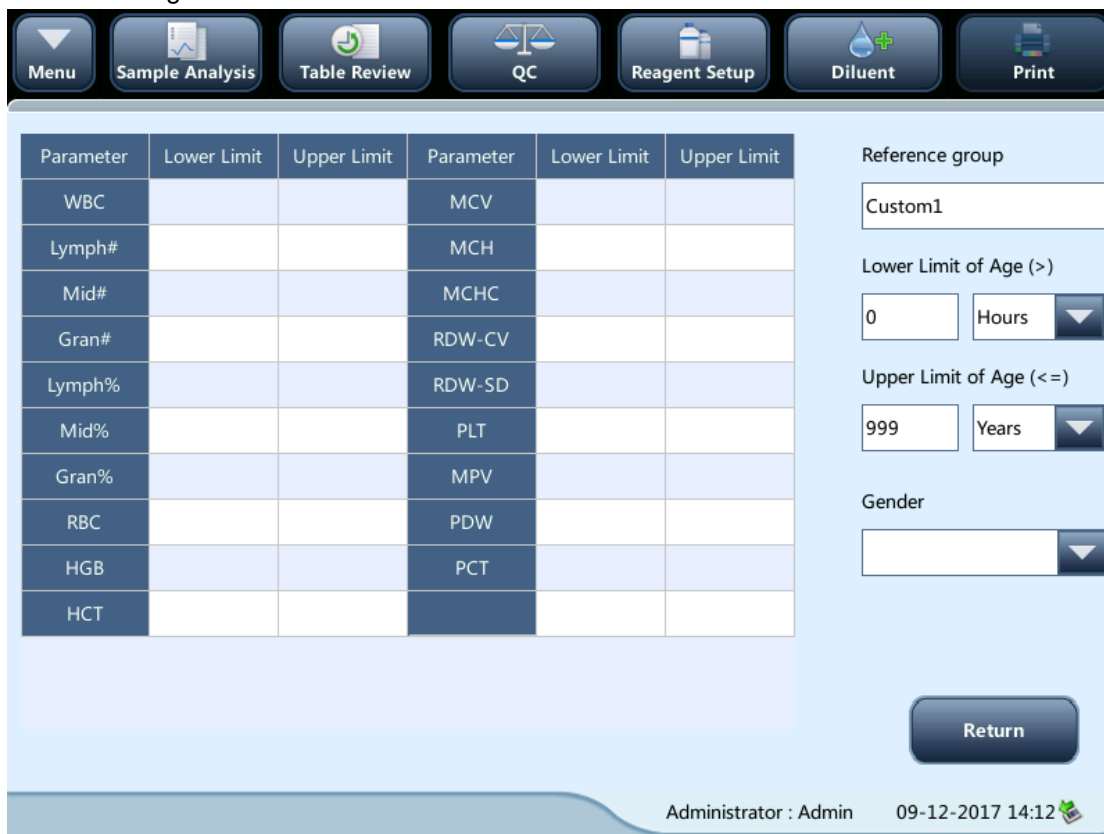 Menu Sample Analysis Table Review QC Reagent Setup Diluent Print
Parameter Lower Limit Upper Limit Parameter Lower Limit Upper Limit
WBC MCV
Lymph# MCH
Mid# MCHC
Gran# RDW-CV
Lymph% RDW-SD
Mid% PLT
Gran% MPV
RBC PDW
HGB PCT
HCT
Reference group
Custom1
Lower Limit of Age (>)
0 Hours
Upper Limit of Age (<=)
999 Years
Gender
Return
Administrator : Admin 09-12-2017 14:12